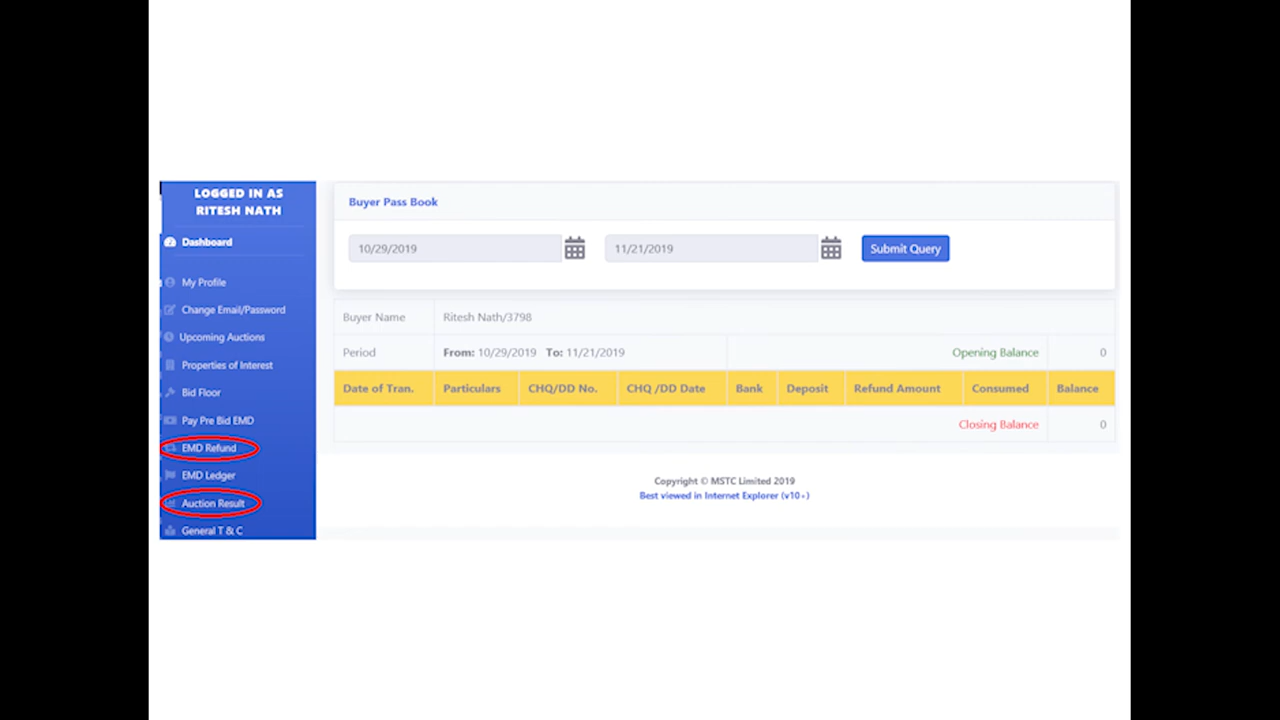 LOGGED IN AS
RITESH NATH
Dashboard
My Profile
Change Email/Password
Upcoming Auctions
Properties of Interest
Bid Floor
Pay Pre Bid EMD
EMD Refund
EMD Ledger
Auction Result
General T & C
Buyer Pass Book
10/29/2019 11/21/2019 Submit Query
Buyer Name Ritesh Nath/3798
Period From: 10/29/2019 To: 11/21/2019 Opening Balance 0
Date of Tran. Particulars CHQ/DD No. CHQ /DD Date Bank Deposit Refund Amount Consumed Balance
Closing Balance 0
Copyright © MSTC Limited 2019
Best viewed in Internet Explorer (v10+)